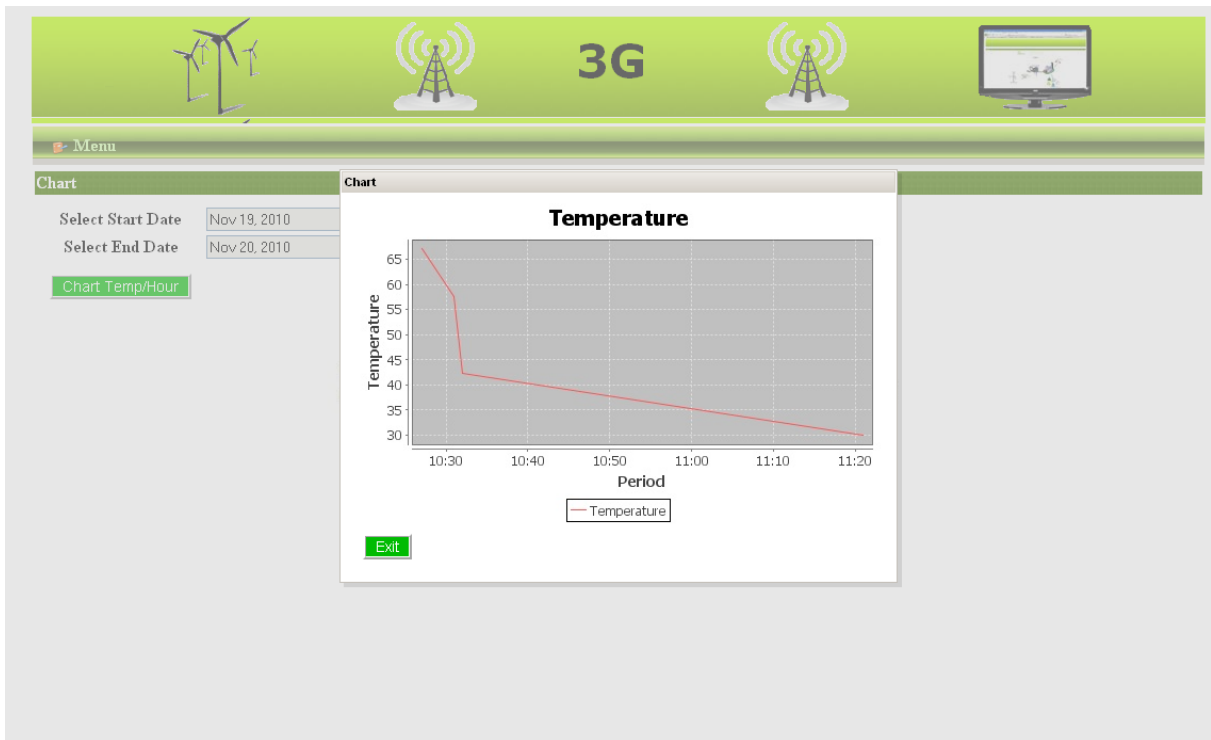 3G
Menu
Chart
Select Start Date Nov 19, 2010
Select End Date Nov 20, 2010
Chart Temp/Hour
Chart
Temperature
Temperature
65
60
55
50
45
40
35
30
10:30 10:40 10:50 11:00 11:10 11:20
Period
Temperature
Exit